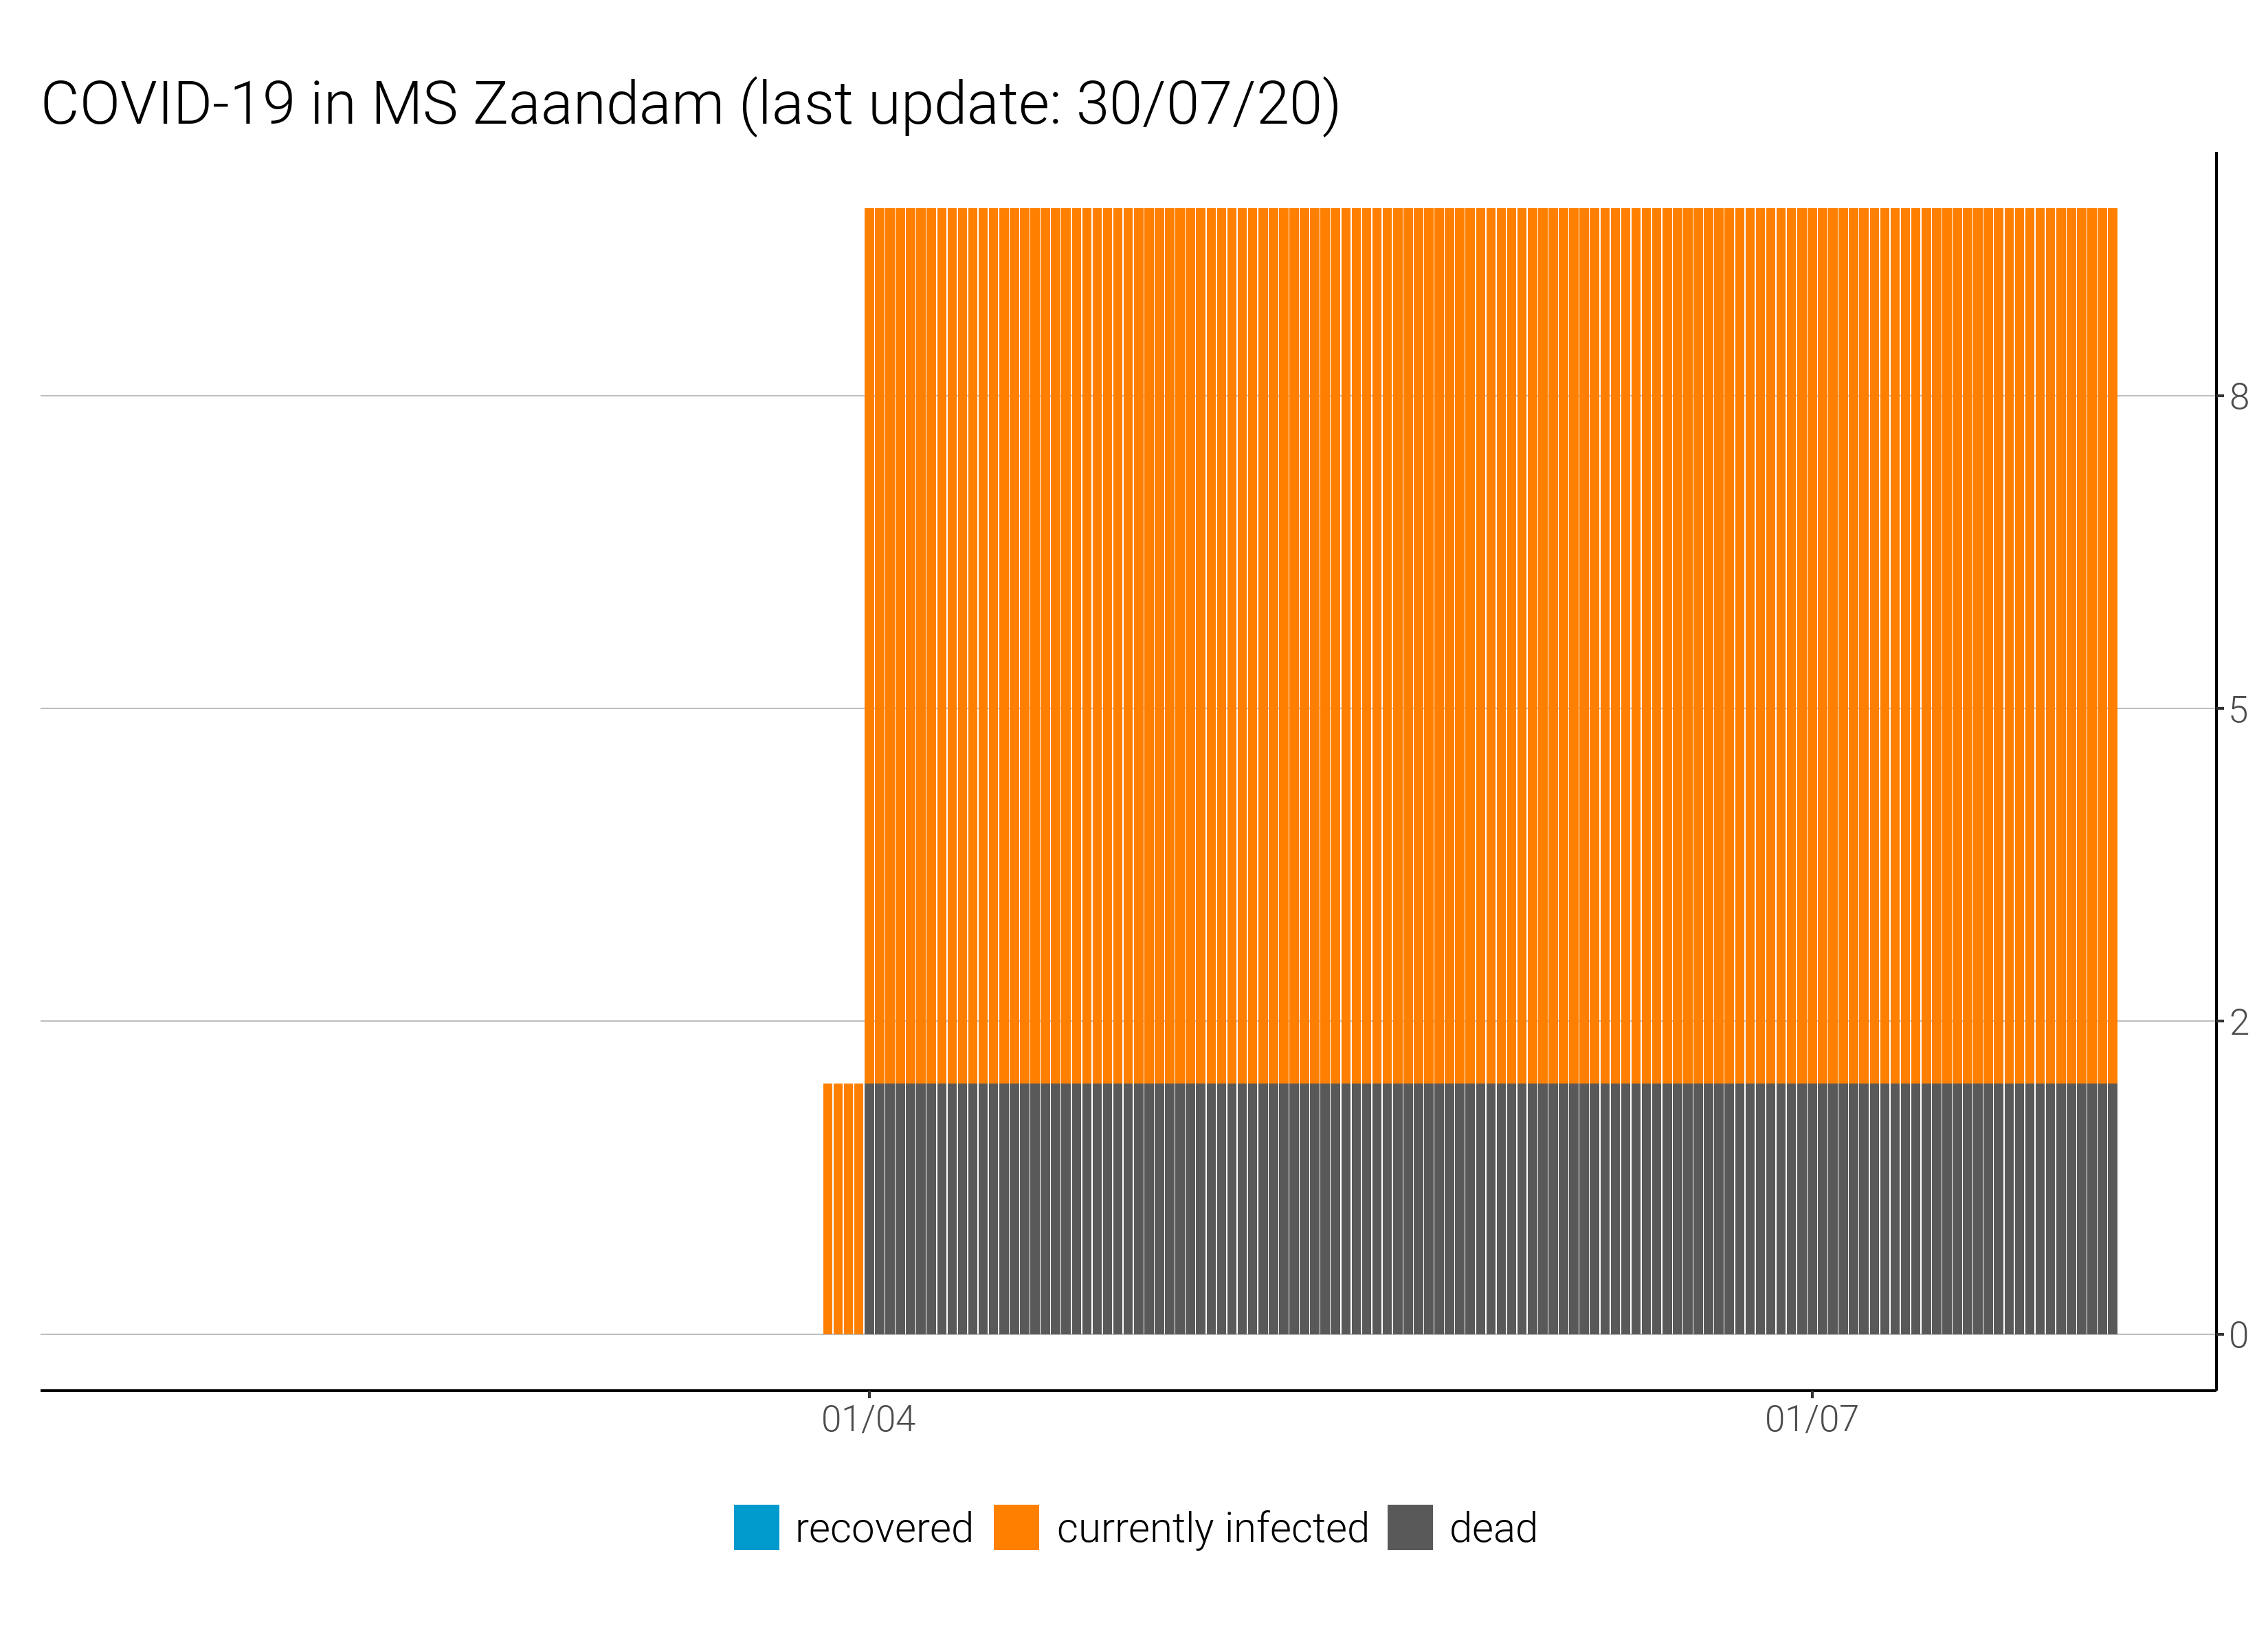 COVID-19 in MS Zaandam (last update: 30/07/20)
8
5
2
0
01/04 01/07
recovered currently infected dead